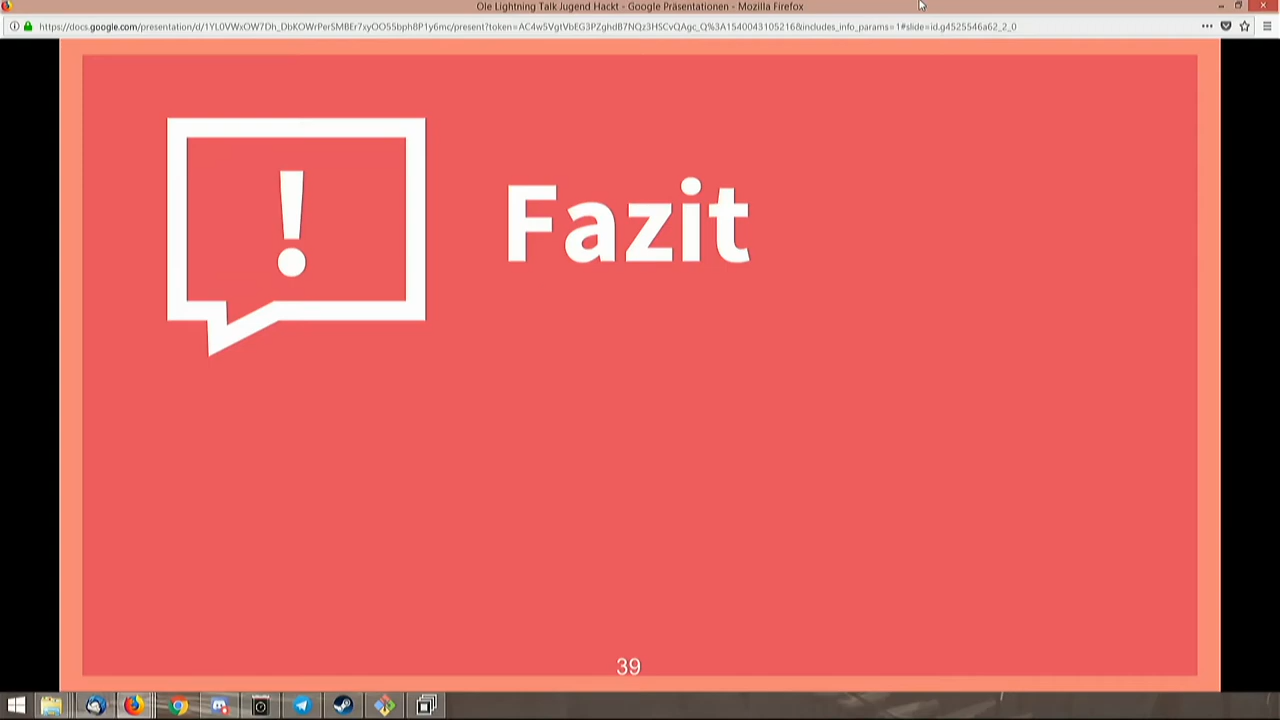 Ole Lightning Talk Jugend Hackt - Google Präsentationen - Mozilla Firefox
!
Fazit
39